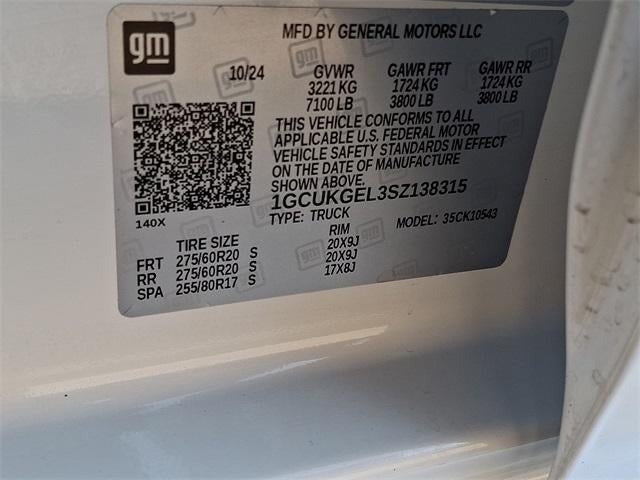 gm
MFD BY GENERAL MOTORS LLC
10/24 GVWR GAWR FRT GAWR RR
3221 KG 1724 KG 1724 KG
7100 LB 3800 LB 3800 LB
THIS VEHICLE CONFORMS TO ALL
APPLICABLE U.S. FEDERAL MOTOR
VEHICLE SAFETY STANDARDS IN EFFECT
ON THE DATE OF MANUFACTURE
SHOWN ABOVE.
1GCUKGEL3SZ138315
140X
TYPE: TRUCK MODEL: 35CK10543
TIRE SIZE RIM
FRT 275/60R20 S 20X9J
RR 275/60R20 S 20X9J
SPA 255/80R17 S 17X8J